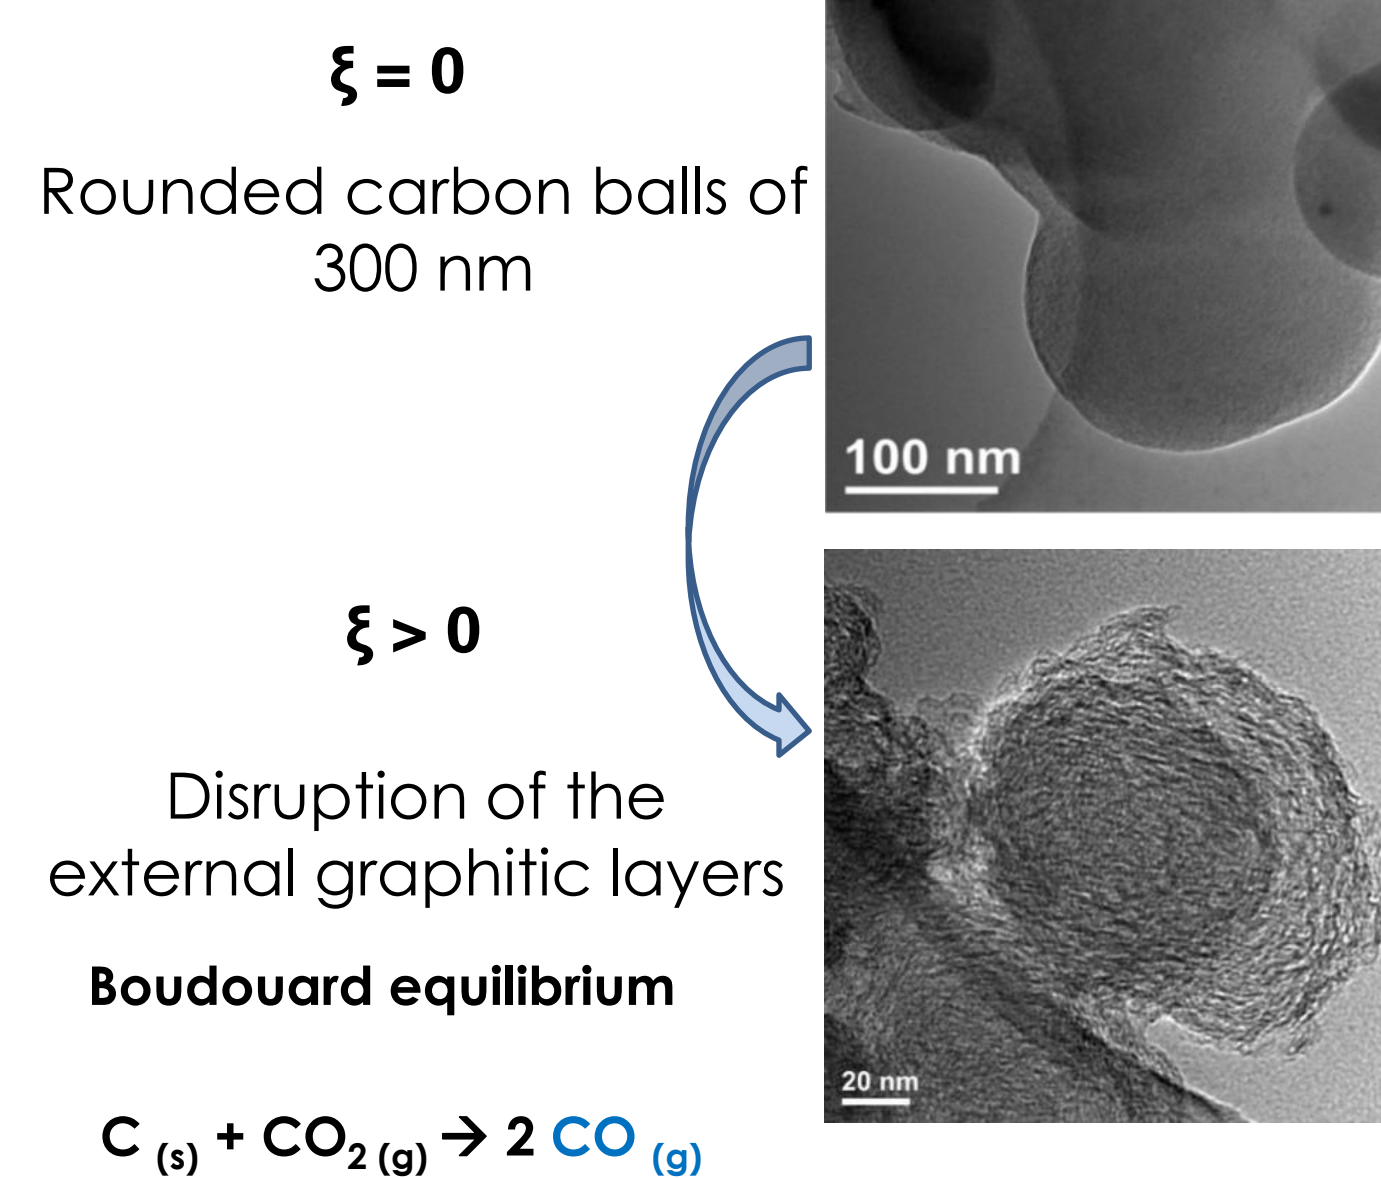 ξ = 0
Rounded carbon balls of
300 nm
100 nm
ξ > 0
Disruption of the
external graphitic layers
Boudouard equilibrium
20 nm
C (s) + CO2 (g) → 2 CO (g)